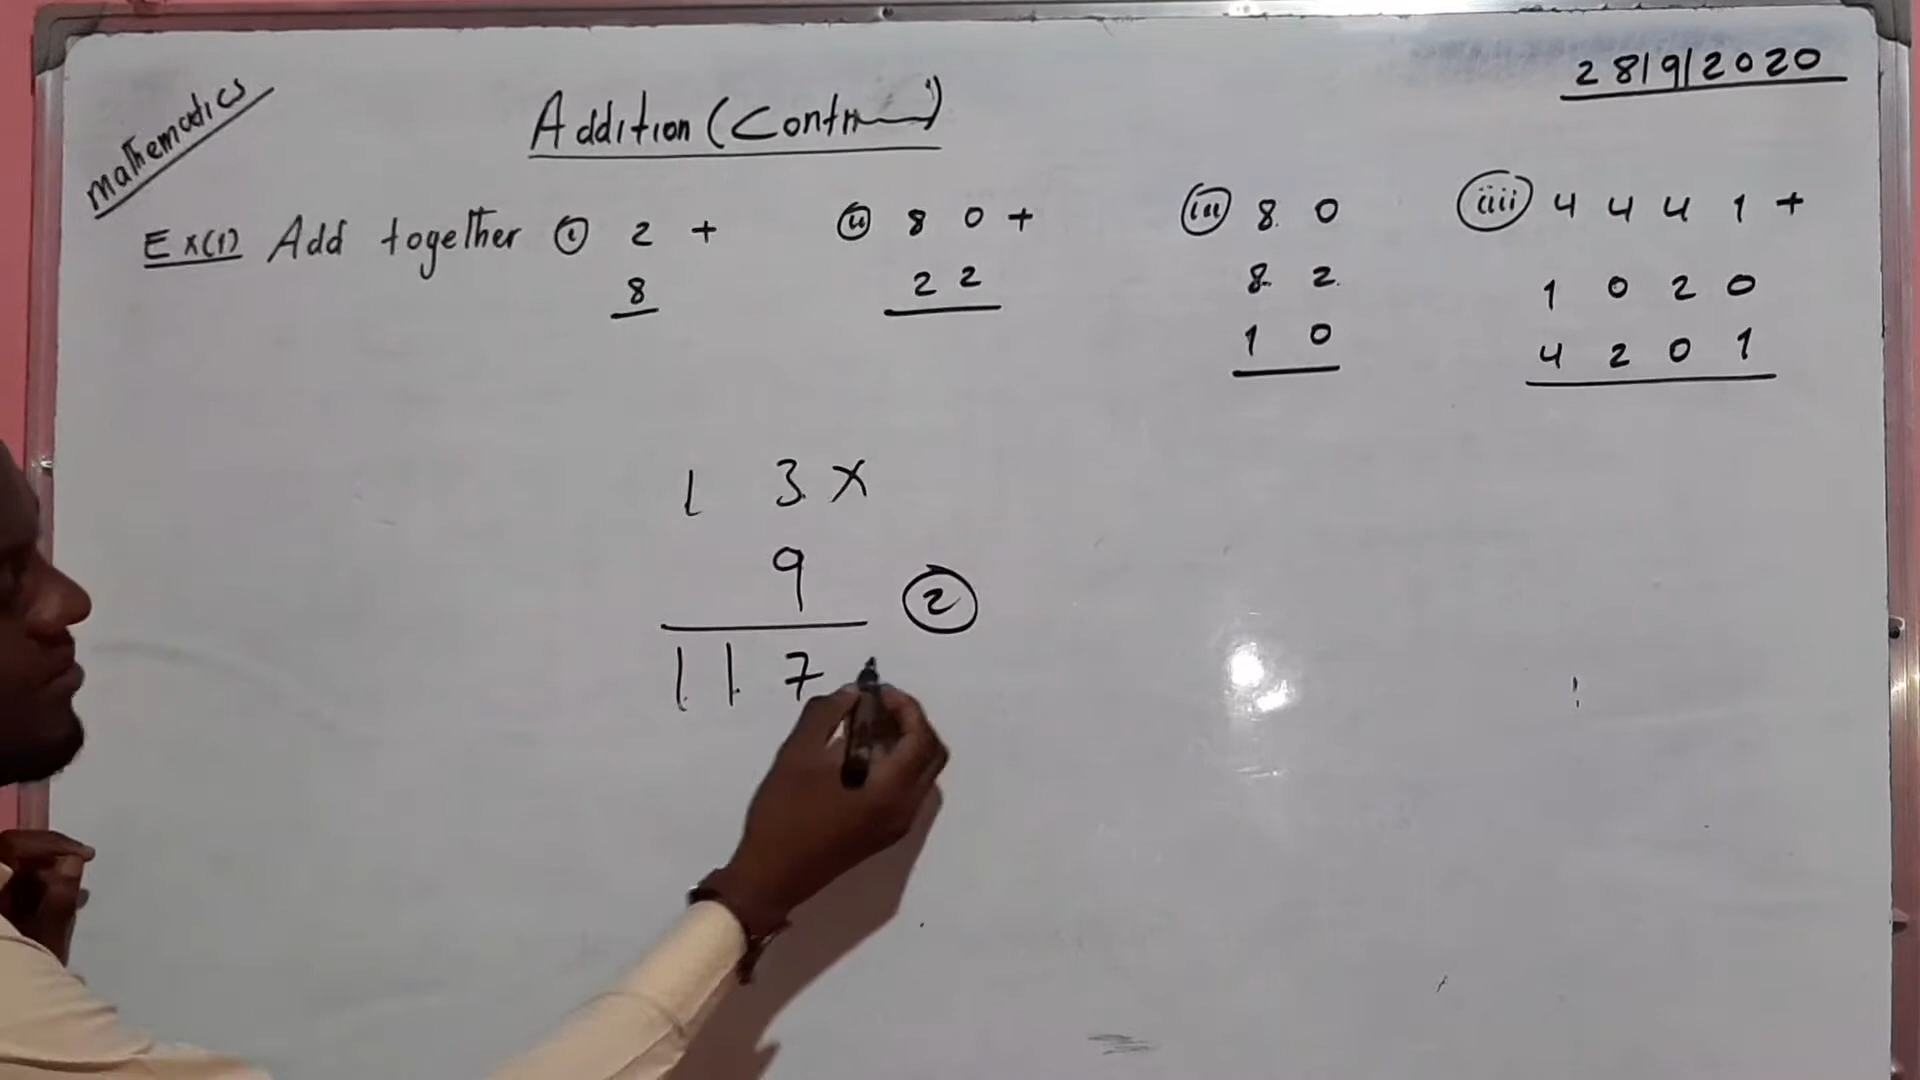 28/9/2020
Mathematics
Addition (Contn)
Ex(1) Add together (i) 2 + (ii) 8 0 + (iii) 8 0 (iiii) 4 4 4 1 +
8 2 2 8 2 1 0 2 0
1 0 4 2 0 1
1 3 x
9
2
1 1 7